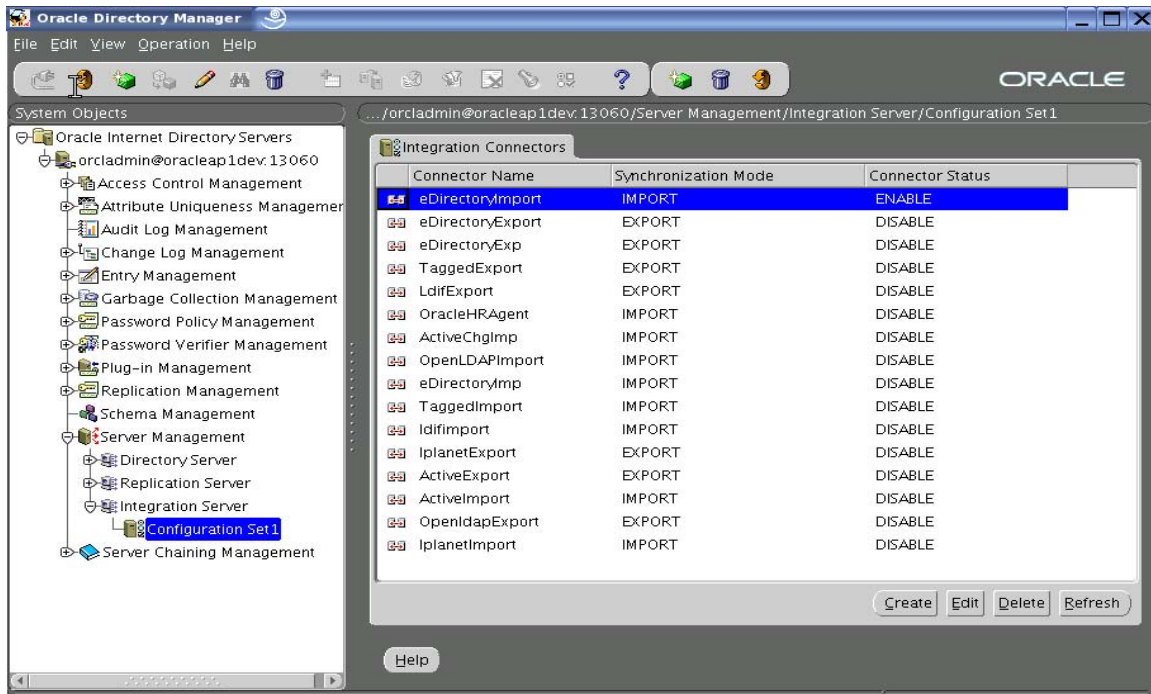 Oracle Directory Manager
File Edit View Operation Help
ORACLE
System Objects
.../orcladmin@oracleap1dev:13060/Server Management/Integration Server/Configuration Set1
Oracle Internet Directory Servers
orcladmin@oracleap1dev:13060
Access Control Management
Attribute Uniqueness Managemer
Audit Log Management
Change Log Management
Entry Management
Garbage Collection Management
Password Policy Management
Password Verifier Management
Plug-in Management
Replication Management
Schema Management
Server Management
Directory Server
Replication Server
Integration Server
Configuration Set1
Server Chaining Management
Integration Connectors
Connector Name Synchronization Mode Connector Status
eDirectoryImport IMPORT ENABLE
eDirectoryExport EXPORT DISABLE
eDirectoryExp EXPORT DISABLE
TaggedExport EXPORT DISABLE
LdifExport EXPORT DISABLE
OracleHRAgent IMPORT DISABLE
ActiveChgImp IMPORT DISABLE
OpenLDAPImport IMPORT DISABLE
eDirectoryImp IMPORT DISABLE
TaggedImport IMPORT DISABLE
ldifimport IMPORT DISABLE
IplanetExport EXPORT DISABLE
ActiveExport EXPORT DISABLE
ActiveImport IMPORT DISABLE
OpenldapExport EXPORT DISABLE
IplanetImport IMPORT DISABLE
Create Edit Delete Refresh
Help